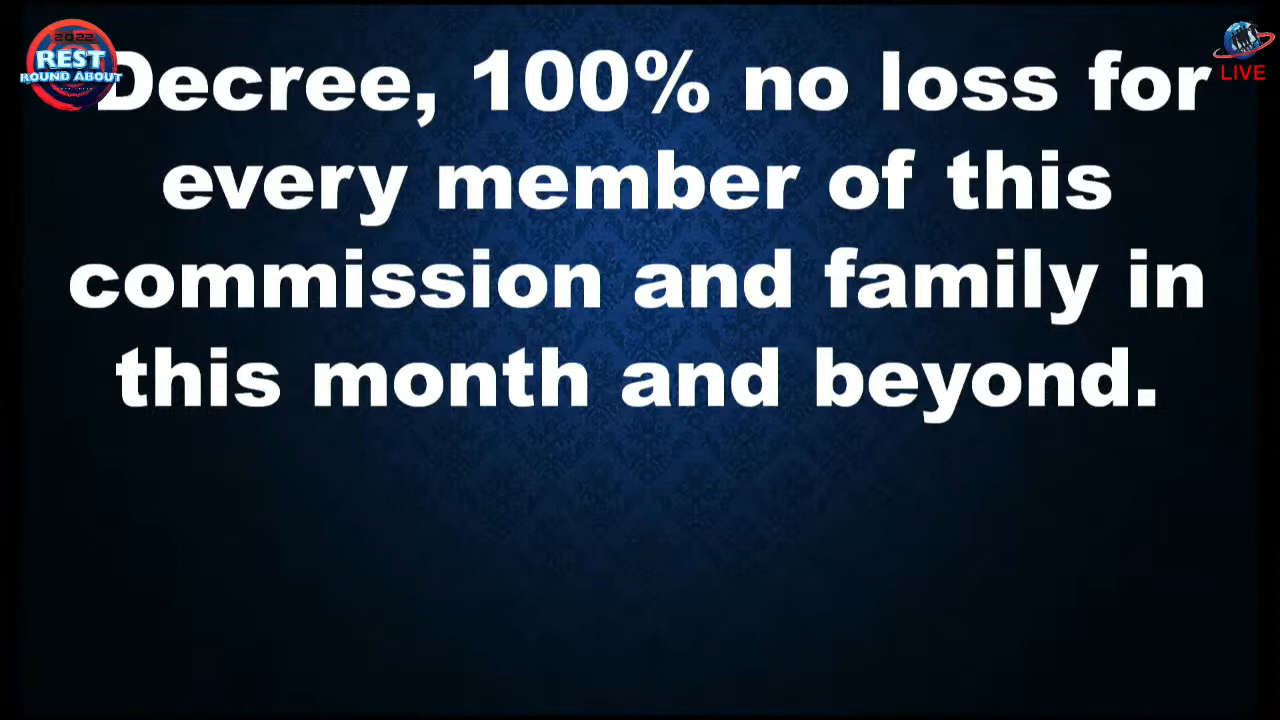 2022
REST
ROUND ABOUT
LIVE
Decree, 100% no loss for
every member of this
commission and family in
this month and beyond.